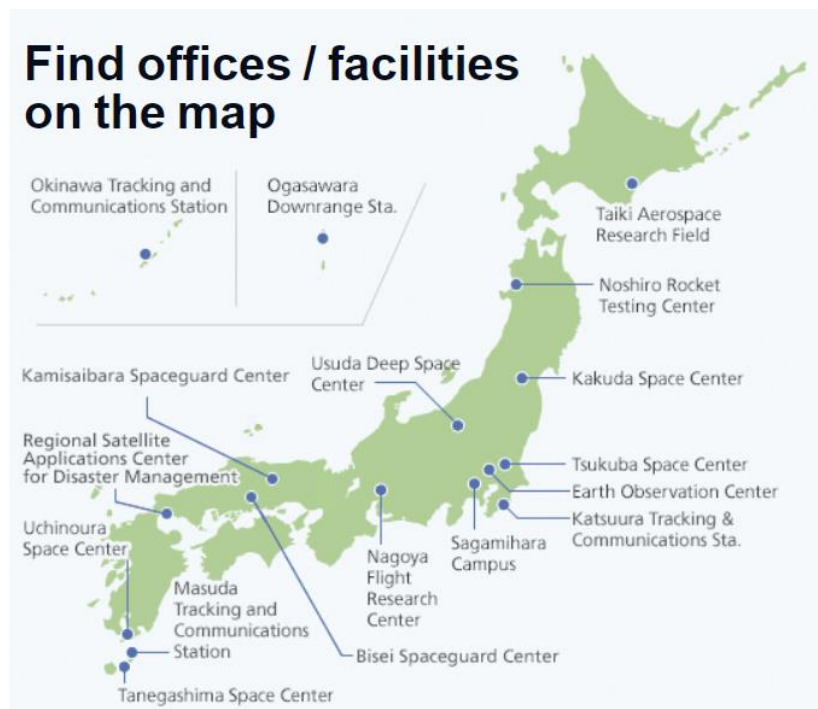 Find offices / facilities
on the map
Okinawa Tracking and
Communications Station
Ogasawara
Downrange Sta.
Taiki Aerospace
Research Field
Noshiro Rocket
Testing Center
Usuda Deep Space
Center
Kamisaibara Spaceguard Center
Kakuda Space Center
Regional Satellite
Applications Center
for Disaster Management
Tsukuba Space Center
Earth Observation Center
Katsuura Tracking &
Communications Sta.
Uchinoura
Space Center
Sagamihara
Campus
Nagoya
Flight
Research
Center
Masuda
Tracking and
Communications
Station
Bisei Spaceguard Center
Tanegashima Space Center